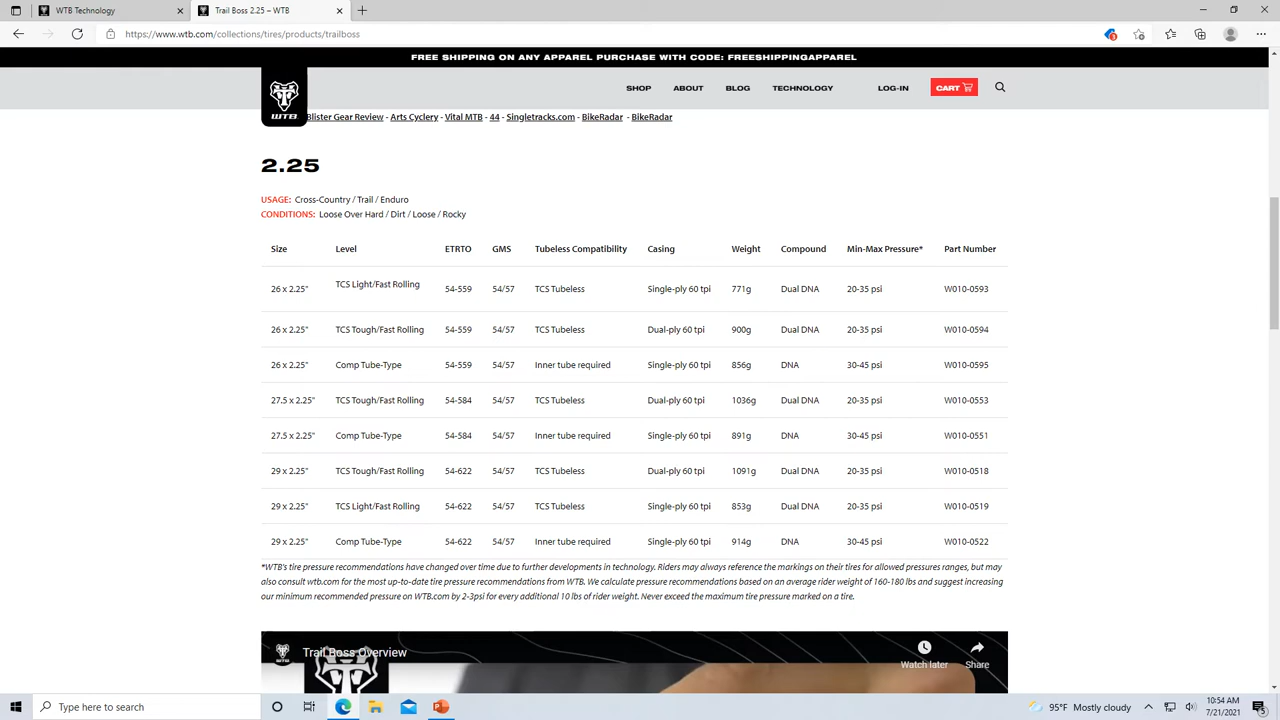 WTB Technology
Trail Boss 2.25 – WTB
https://www.wtb.com/collections/tires/products/trailboss
FREE SHIPPING ON ANY APPAREL PURCHASE WITH CODE: FREESHIPPINGAPPAREL
WTB SHOP ABOUT BLOG TECHNOLOGY LOG-IN CART
Blister Gear Review - Arts Cyclery - Vital MTB - 44 - Singletracks.com - BikeRadar - BikeRadar
2.25
USAGE: Cross-Country / Trail / Enduro
CONDITIONS: Loose Over Hard / Dirt / Loose / Rocky
Size Level ETRTO GMS Tubeless Compatibility Casing Weight Compound Min-Max Pressure* Part Number
26 x 2.25" TCS Light/Fast Rolling 54-559 54/57 TCS Tubeless Single-ply 60 tpi 771g Dual DNA 20-35 psi W010-0593
26 x 2.25" TCS Tough/Fast Rolling 54-559 54/57 TCS Tubeless Dual-ply 60 tpi 900g Dual DNA 20-35 psi W010-0594
26 x 2.25" Comp Tube-Type 54-559 54/57 Inner tube required Single-ply 60 tpi 856g DNA 30-45 psi W010-0595
27.5 x 2.25" TCS Tough/Fast Rolling 54-584 54/57 TCS Tubeless Dual-ply 60 tpi 1036g Dual DNA 20-35 psi W010-0553
27.5 x 2.25" Comp Tube-Type 54-584 54/57 Inner tube required Single-ply 60 tpi 891g DNA 30-45 psi W010-0551
29 x 2.25" TCS Tough/Fast Rolling 54-622 54/57 TCS Tubeless Dual-ply 60 tpi 1091g Dual DNA 20-35 psi W010-0518
29 x 2.25" TCS Light/Fast Rolling 54-622 54/57 TCS Tubeless Single-ply 60 tpi 853g Dual DNA 20-35 psi W010-0519
29 x 2.25" Comp Tube-Type 54-622 54/57 Inner tube required Single-ply 60 tpi 914g DNA 30-45 psi W010-0522
*WTB's tire pressure recommendations have changed over time due to further developments in technology. Riders may always reference the markings on their tires for allowed pressures ranges, but may
also consult wtb.com for the most up-to-date tire pressure recommendations from WTB. We calculate pressure recommendations based on an average rider weight of 160-180 lbs and suggest increasing
our minimum recommended pressure on WTB.com by 2-3psi for every additional 10 lbs of rider weight. Never exceed the maximum tire pressure marked on a tire.
WTB Trail Boss Overview
Watch later Share
Type here to search
95°F Mostly cloudy
10:54 AM
7/21/2021
5